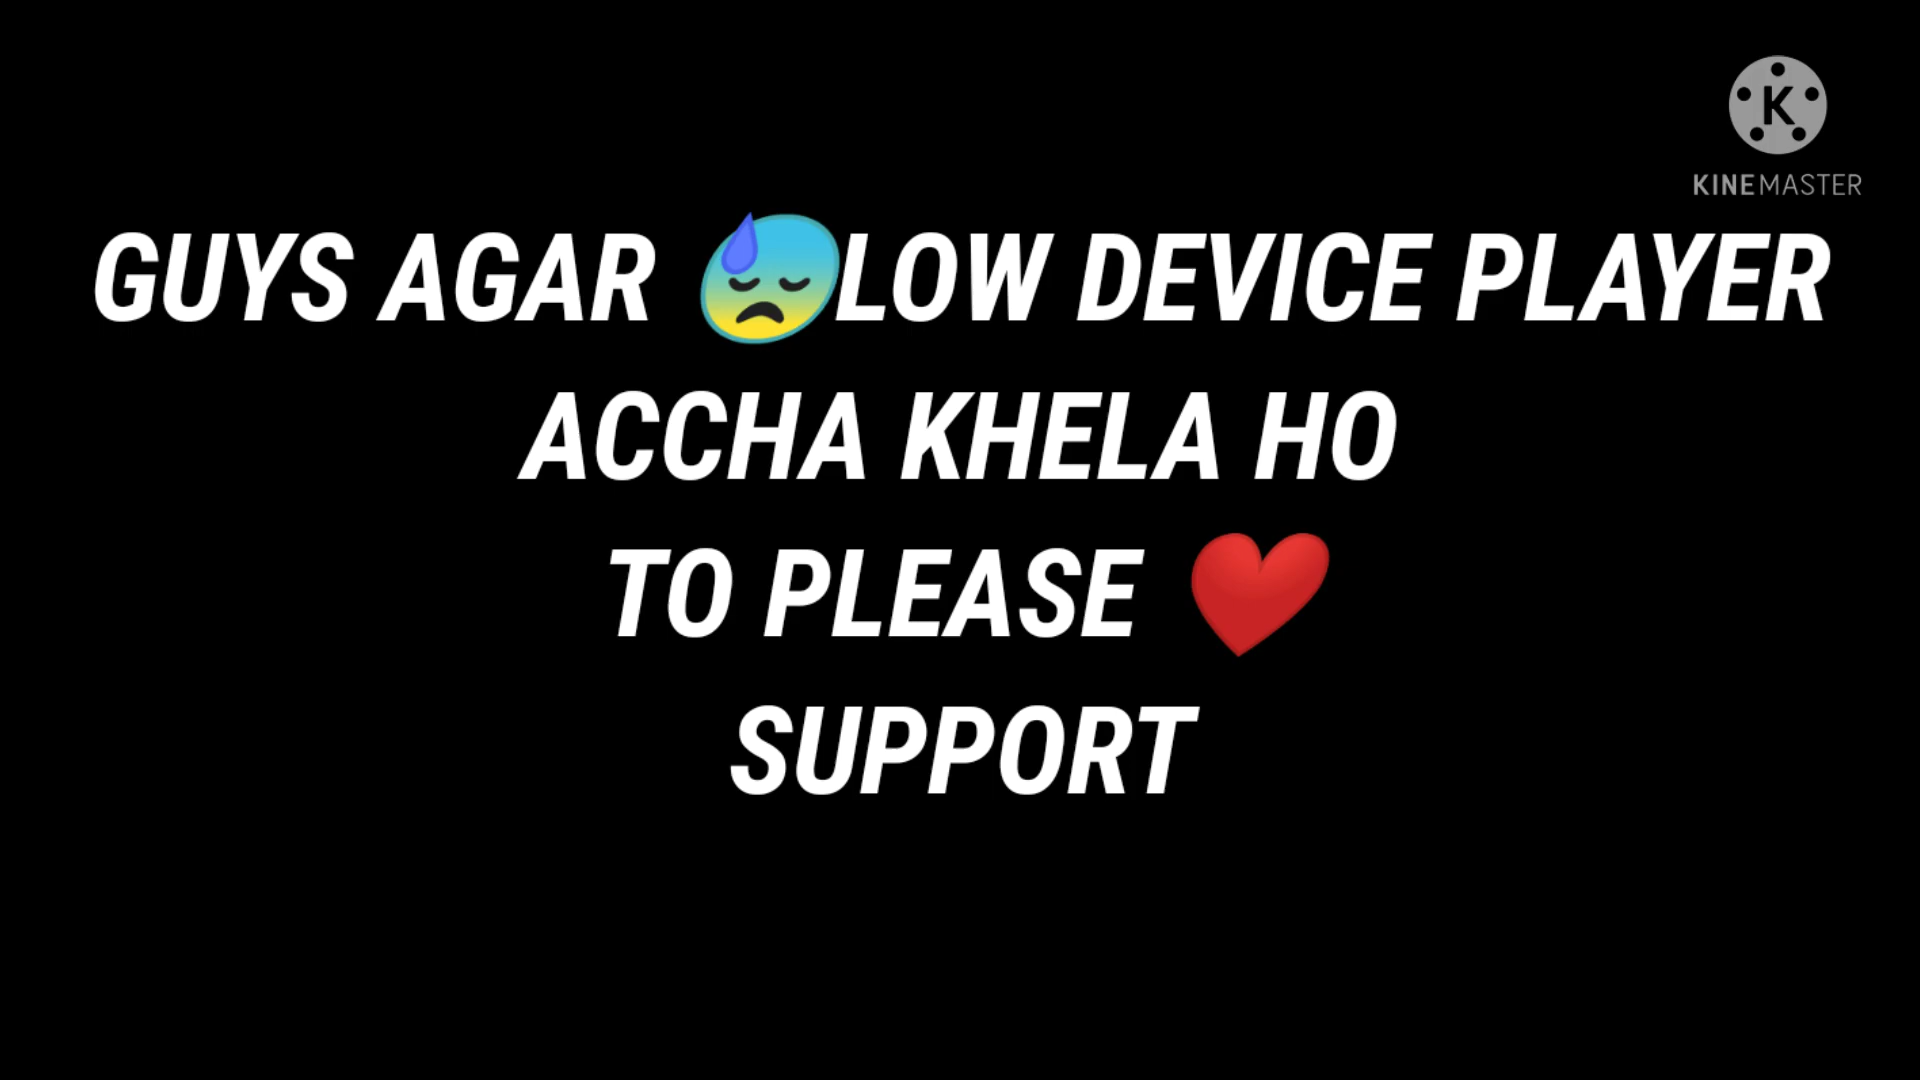 KINEMASTER
GUYS AGAR 😓LOW DEVICE PLAYER
ACCHA KHELA HO
TO PLEASE ❤️
SUPPORT